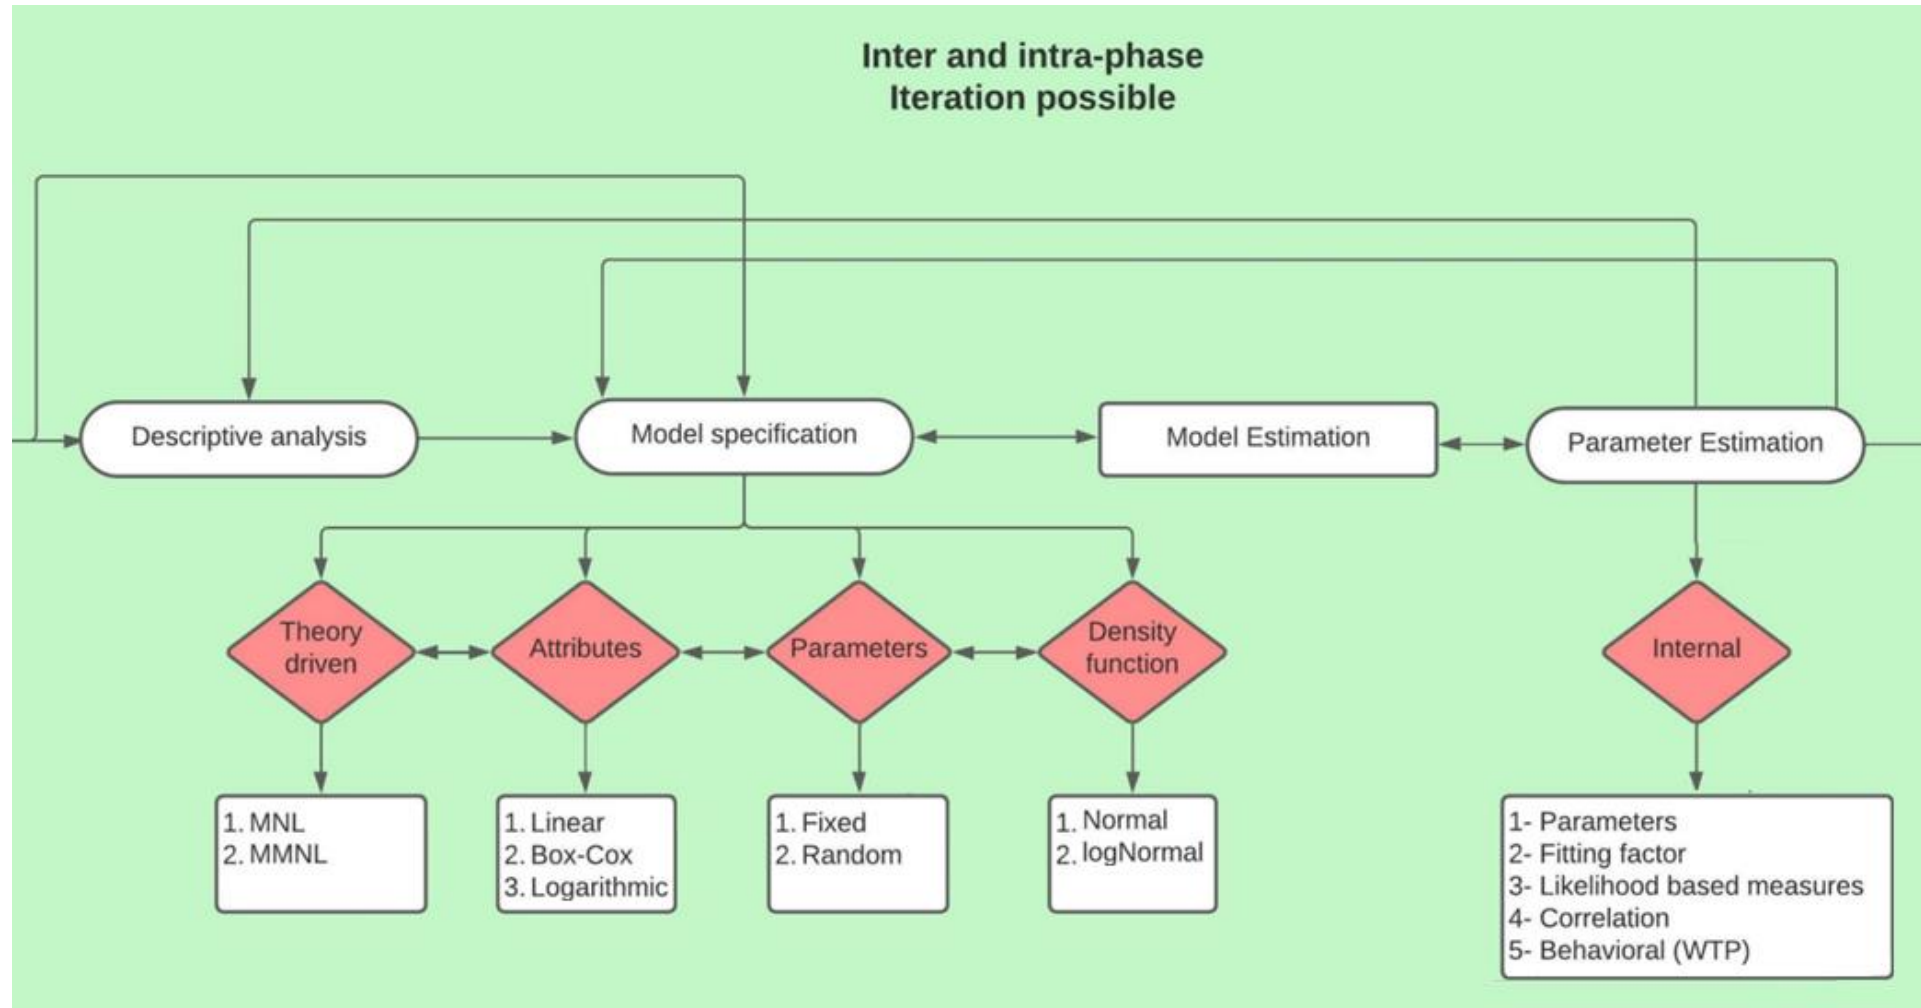 Inter and intra-phase
Iteration possible
Descriptive analysis
Model specification
Model Estimation
Parameter Estimation
Theory
driven
Attributes
Parameters
Density
function
Internal
1. MNL
2. MMNL
1. Linear
2. Box-Cox
3. Logarithmic
1. Fixed
2. Random
1. Normal
2. logNormal
1- Parameters
2- Fitting factor
3- Likelihood based measures
4- Correlation
5- Behavioral (WTP)